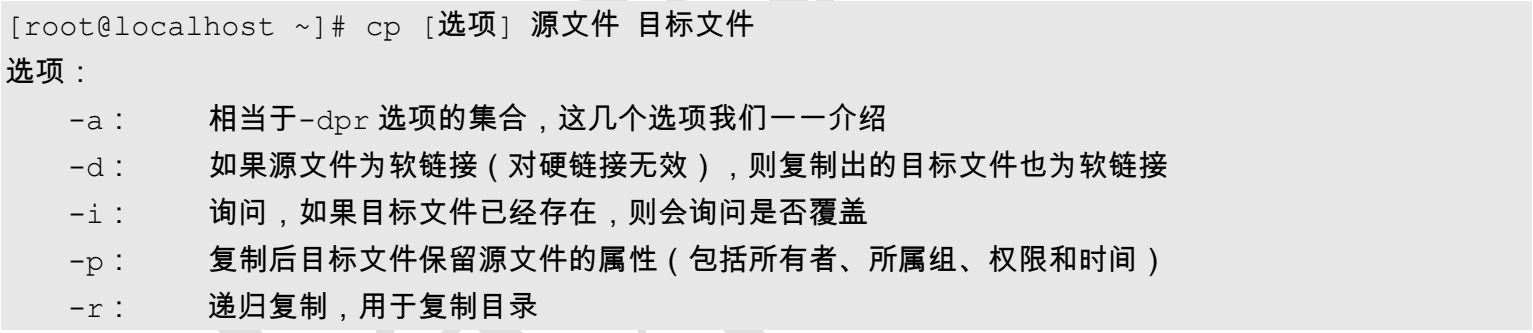 [root@localhost ~]# cp [选项] 源文件 目标文件
选项：
-a： 相当于-dpr 选项的集合，这几个选项我们一一介绍
-d： 如果源文件为软链接（对硬链接无效），则复制出的目标文件也为软链接
-i： 询问，如果目标文件已经存在，则会询问是否覆盖
-p： 复制后目标文件保留源文件的属性（包括所有者、所属组、权限和时间）
-r： 递归复制，用于复制目录